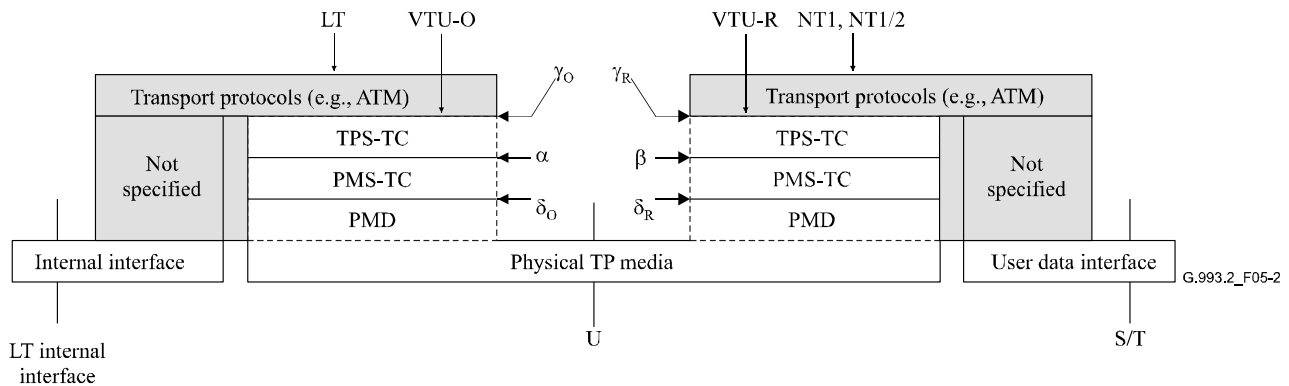 LT
VTU-O
VTU-R
NT1, NT1/2
γO
γR
Transport protocols (e.g., ATM)
Transport protocols (e.g., ATM)
Not
specified
TPS-TC
α
β
TPS-TC
Not
specified
PMS-TC
PMS-TC
δO
δR
PMD
PMD
Internal interface
Physical TP media
User data interface
G.993.2_F05-2
LT internal
interface
U
S/T